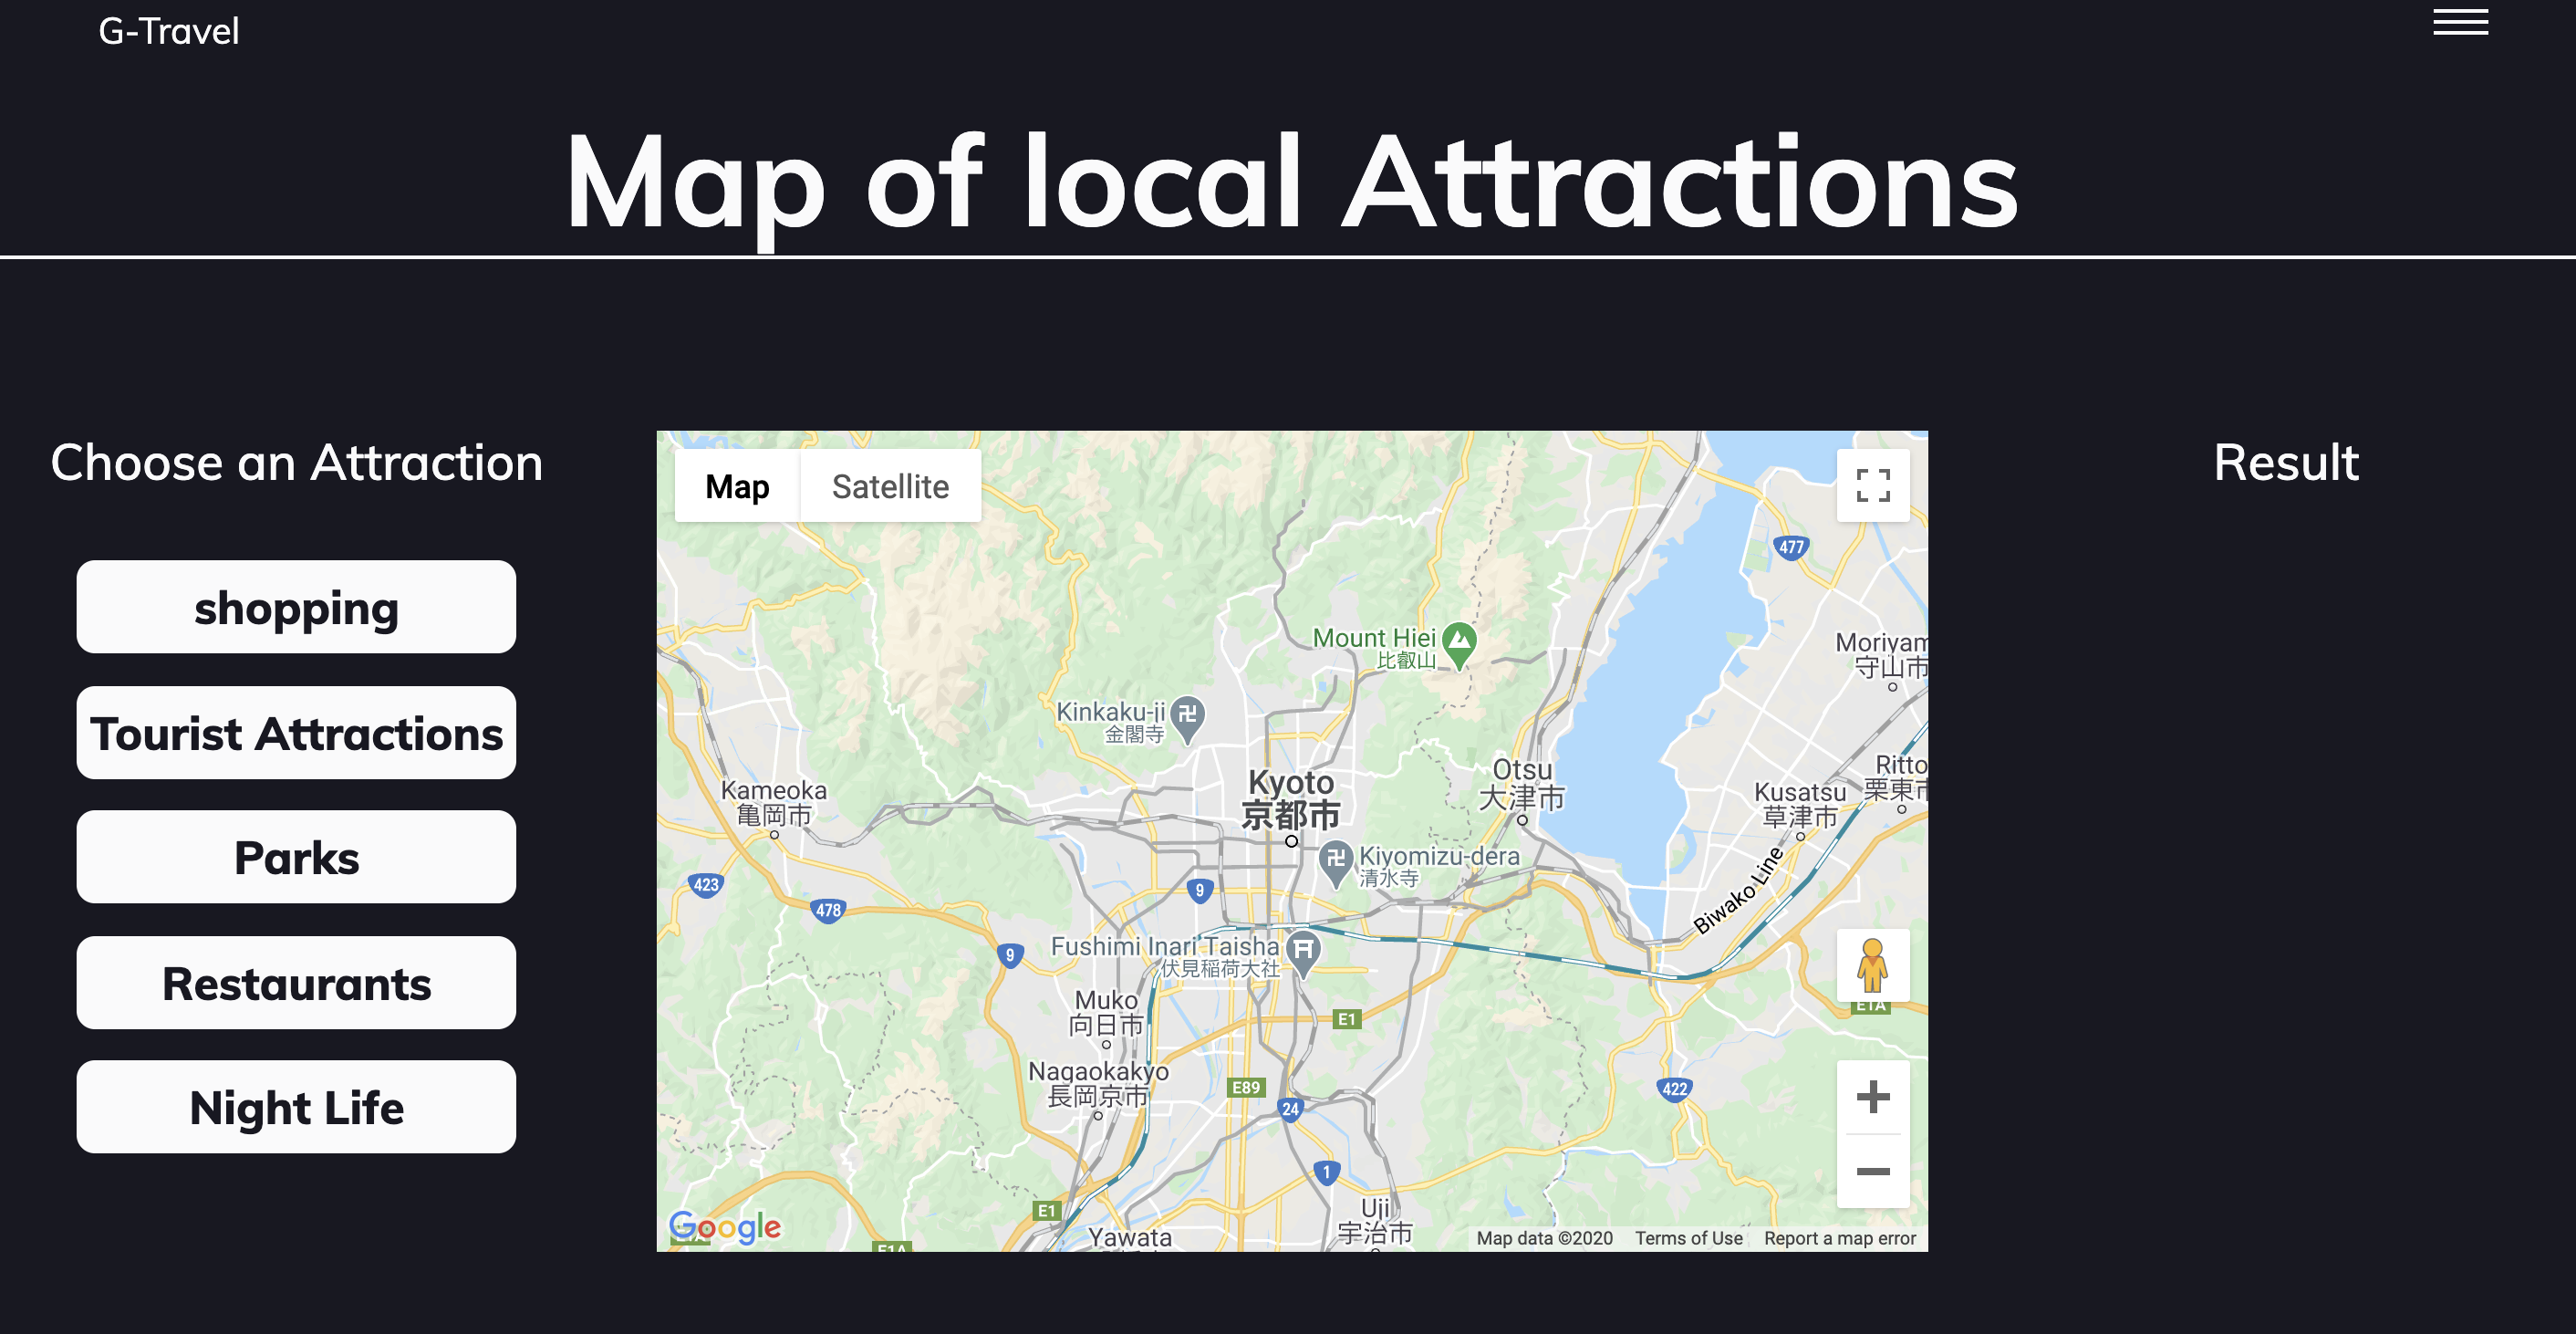 G-Travel
Map of local Attractions
Choose an Attraction
shopping
Tourist Attractions
Parks
Restaurants
Night Life
Map
Satellite
477
Mount Hiei
比叡山
Moriyam
守山市
Kinkaku-ji
金閣寺
Kyoto
京都市
Otsu
大津市
Ritto
栗東市
Kameoka
亀岡市
Kusatsu
草津市
Kiyomizu-dera
清水寺
423
478
9
Biwako Line
9
Fushimi Inari Taisha
伏見稲荷大社
Muko
向日市
E1
E1A
Nagaokakyo
長岡京市
E89
24
422
1
E1
Uji
宇治市
Yawata
E1A
Google
Map data ©2020
Terms of Use
Report a map error
Result